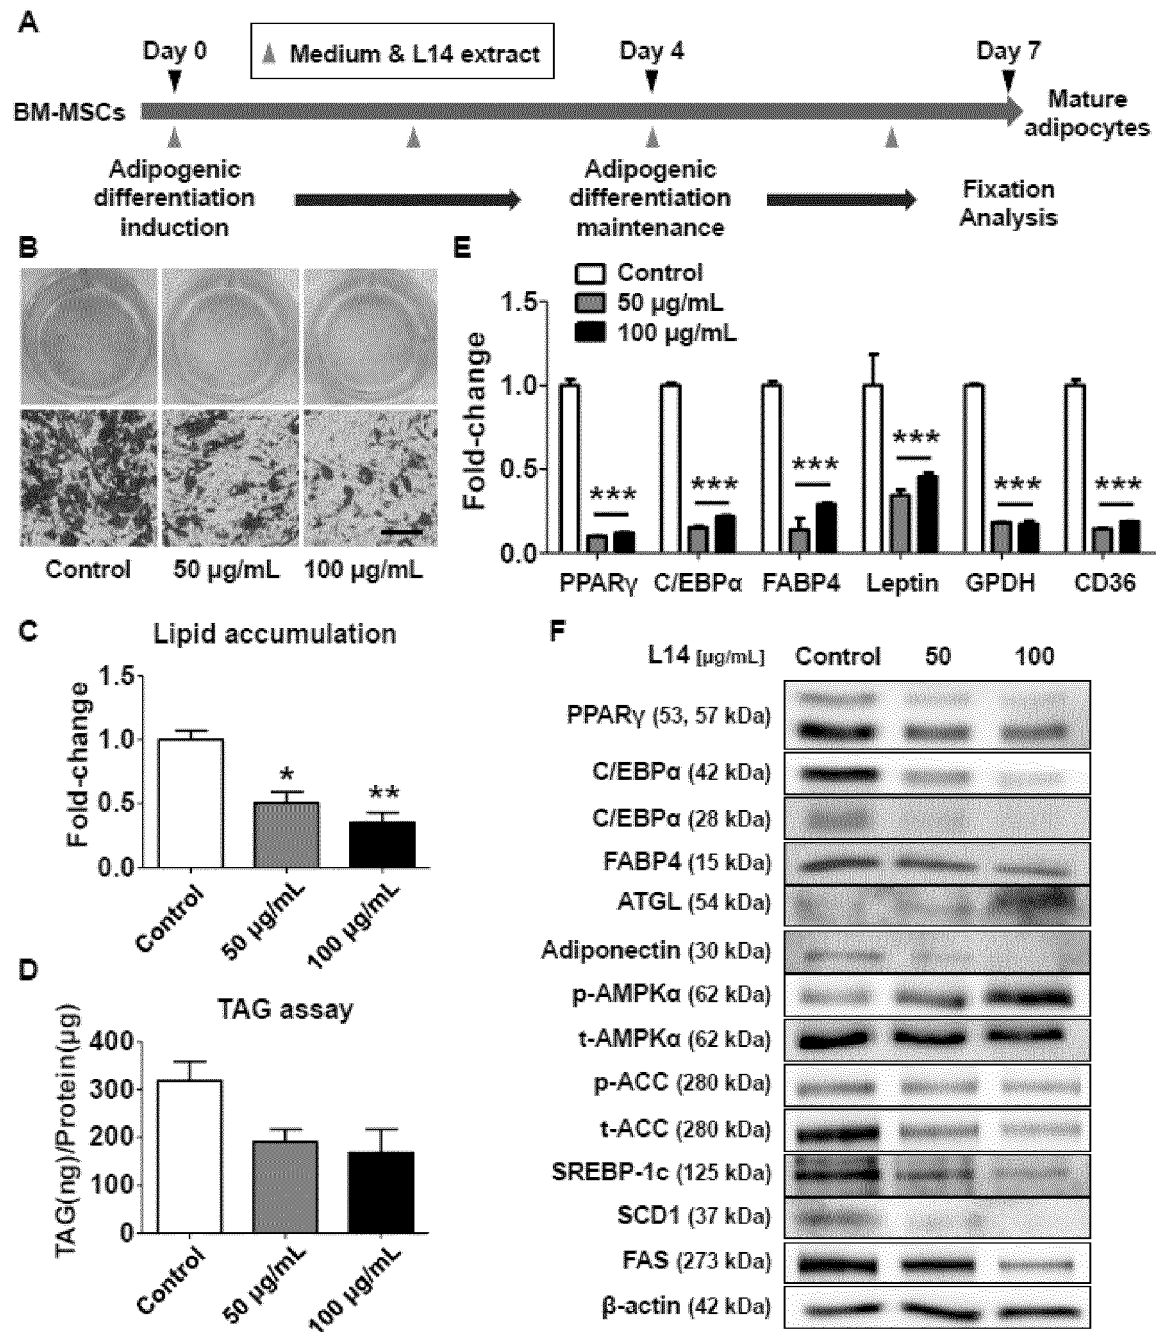 A
Day 0
Medium & L14 extract
Day 4
Day 7
BM-MSCs
Mature
adipocytes
Adipogenic
differentiation
induction
Adipogenic
differentiation
maintenance
Fixation
Analysis
B
Control
50 µg/mL
100 µg/mL
C
Lipid accumulation
Fold-change
1.5
1.0
0.5
0.0
*
**
Control
50 µg/mL
100 µg/mL
D
TAG assay
TAG(ng)/Protein(µg)
400
300
200
100
0
Control
50 µg/mL
100 µg/mL
E
Control
50 µg/mL
100 µg/mL
Fold-change
1.5
1.0
0.5
0.0
***
***
***
***
***
***
PPARγ
C/EBPα
FABP4
Leptin
GPDH
CD36
F
L14 [µg/mL] Control 50 100
PPARγ (53, 57 kDa)
C/EBPα (42 kDa)
C/EBPα (28 kDa)
FABP4 (15 kDa)
ATGL (54 kDa)
Adiponectin (30 kDa)
p-AMPKα (62 kDa)
t-AMPKα (62 kDa)
p-ACC (280 kDa)
t-ACC (280 kDa)
SREBP-1c (125 kDa)
SCD1 (37 kDa)
FAS (273 kDa)
β-actin (42 kDa)